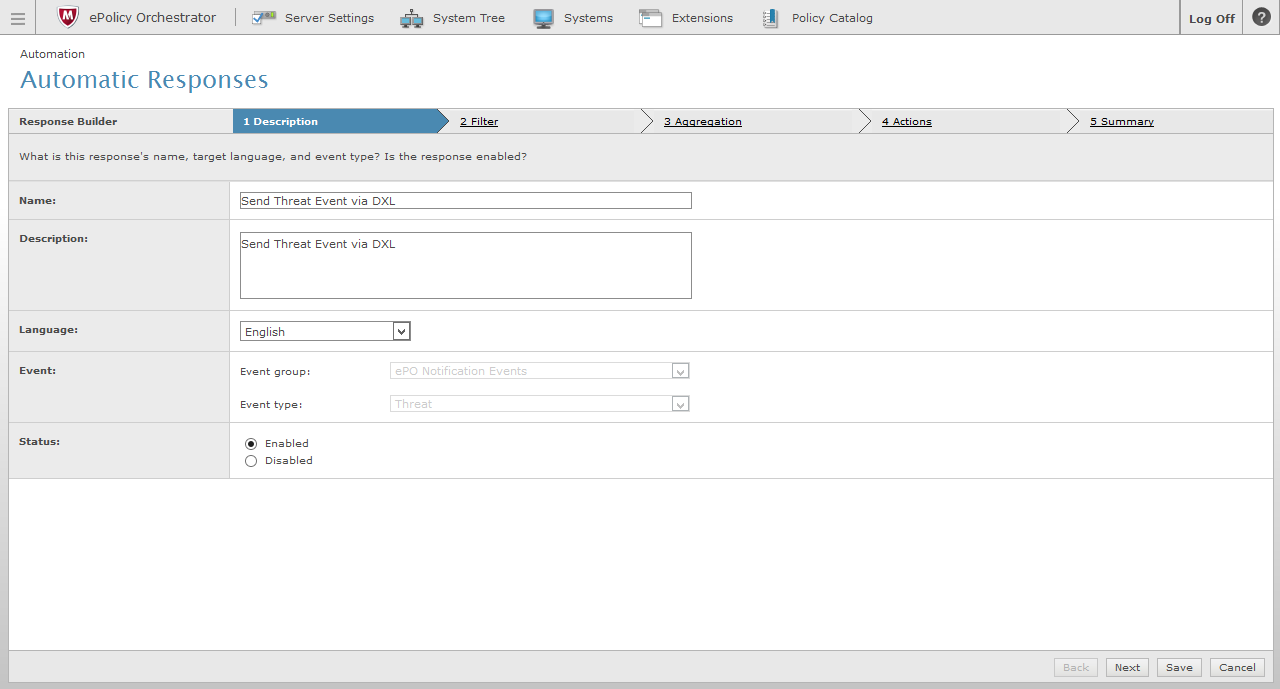 ePolicy Orchestrator Server Settings System Tree Systems Extensions Policy Catalog Log Off ?
Automation
Automatic Responses
Response Builder 1 Description 2 Filter 3 Aggregation 4 Actions 5 Summary
What is this response's name, target language, and event type? Is the response enabled?
Name: Send Threat Event via DXL
Description: Send Threat Event via DXL
Language: English
Event: Event group: ePO Notification Events
Event type: Threat
Status: Enabled
Disabled
Back Next Save Cancel